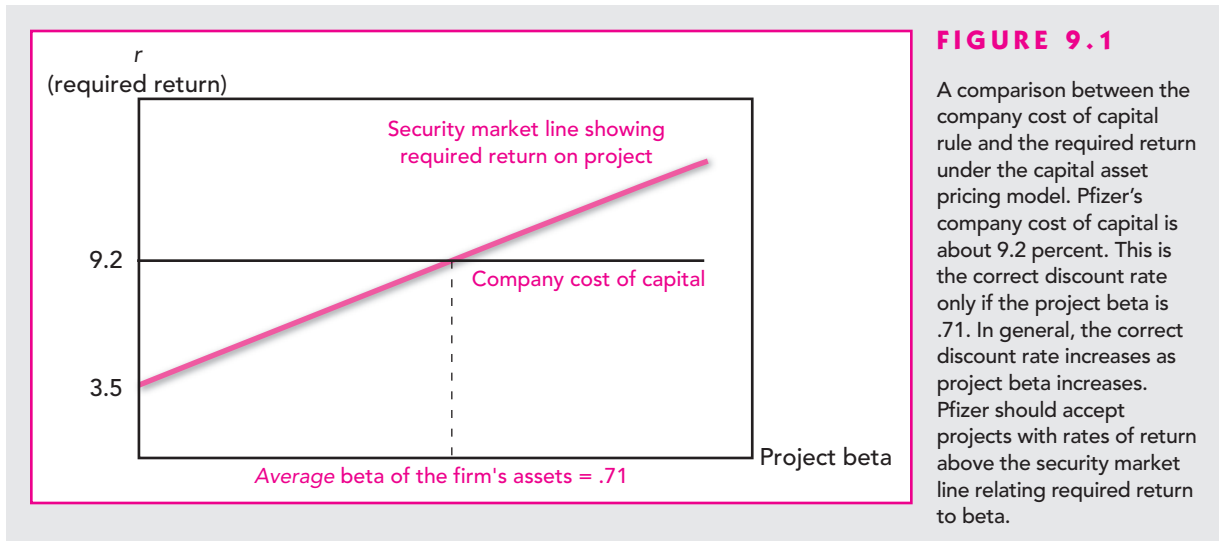 r
(required return)
Security market line showing
required return on project
9.2
Company cost of capital
3.5
Project beta
Average beta of the firm's assets = .71
FIGURE 9.1
A comparison between the
company cost of capital
rule and the required return
under the capital asset
pricing model. Pfizer’s
company cost of capital is
about 9.2 percent. This is
the correct discount rate
only if the project beta is
.71. In general, the correct
discount rate increases as
project beta increases.
Pfizer should accept
projects with rates of return
above the security market
line relating required return
to beta.